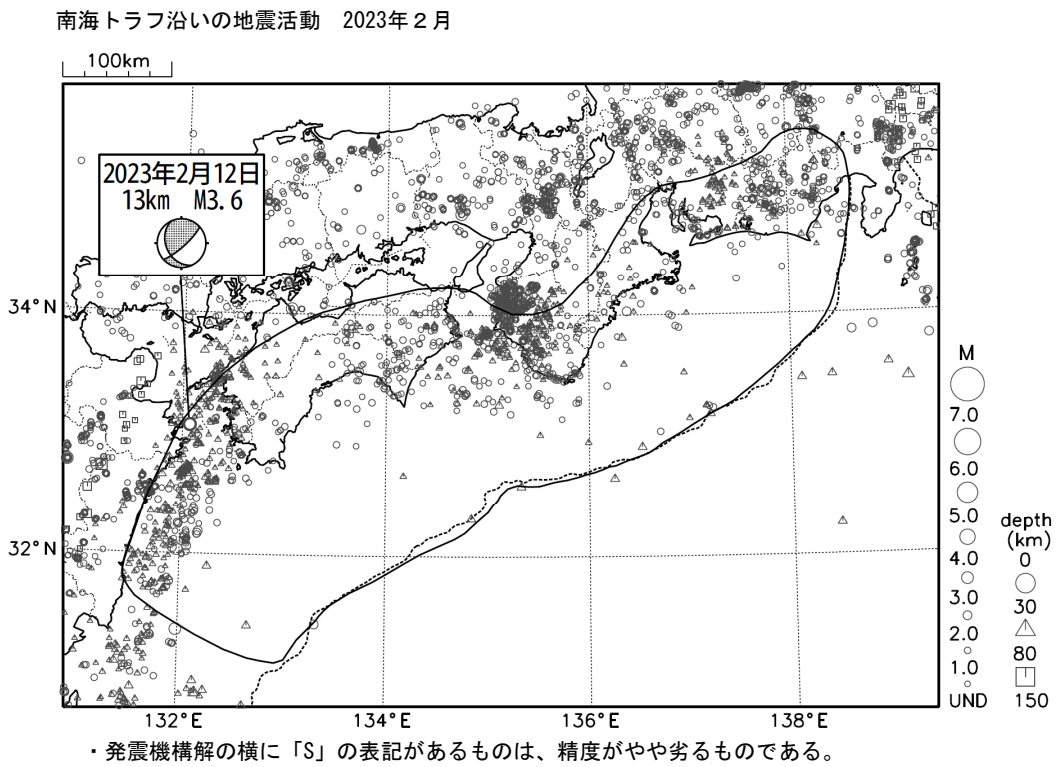 南海トラフ沿いの地震活動　2023年２月
100km
2023年2月12日
13km　M3.6
34°N
32°N
132°E
134°E
136°E
138°E
M
7.0
6.0
5.0
4.0
3.0
2.0
1.0
UND
depth
(km)
0
30
80
150
・発震機構解の横に「S」の表記があるものは、精度がやや劣るものである。